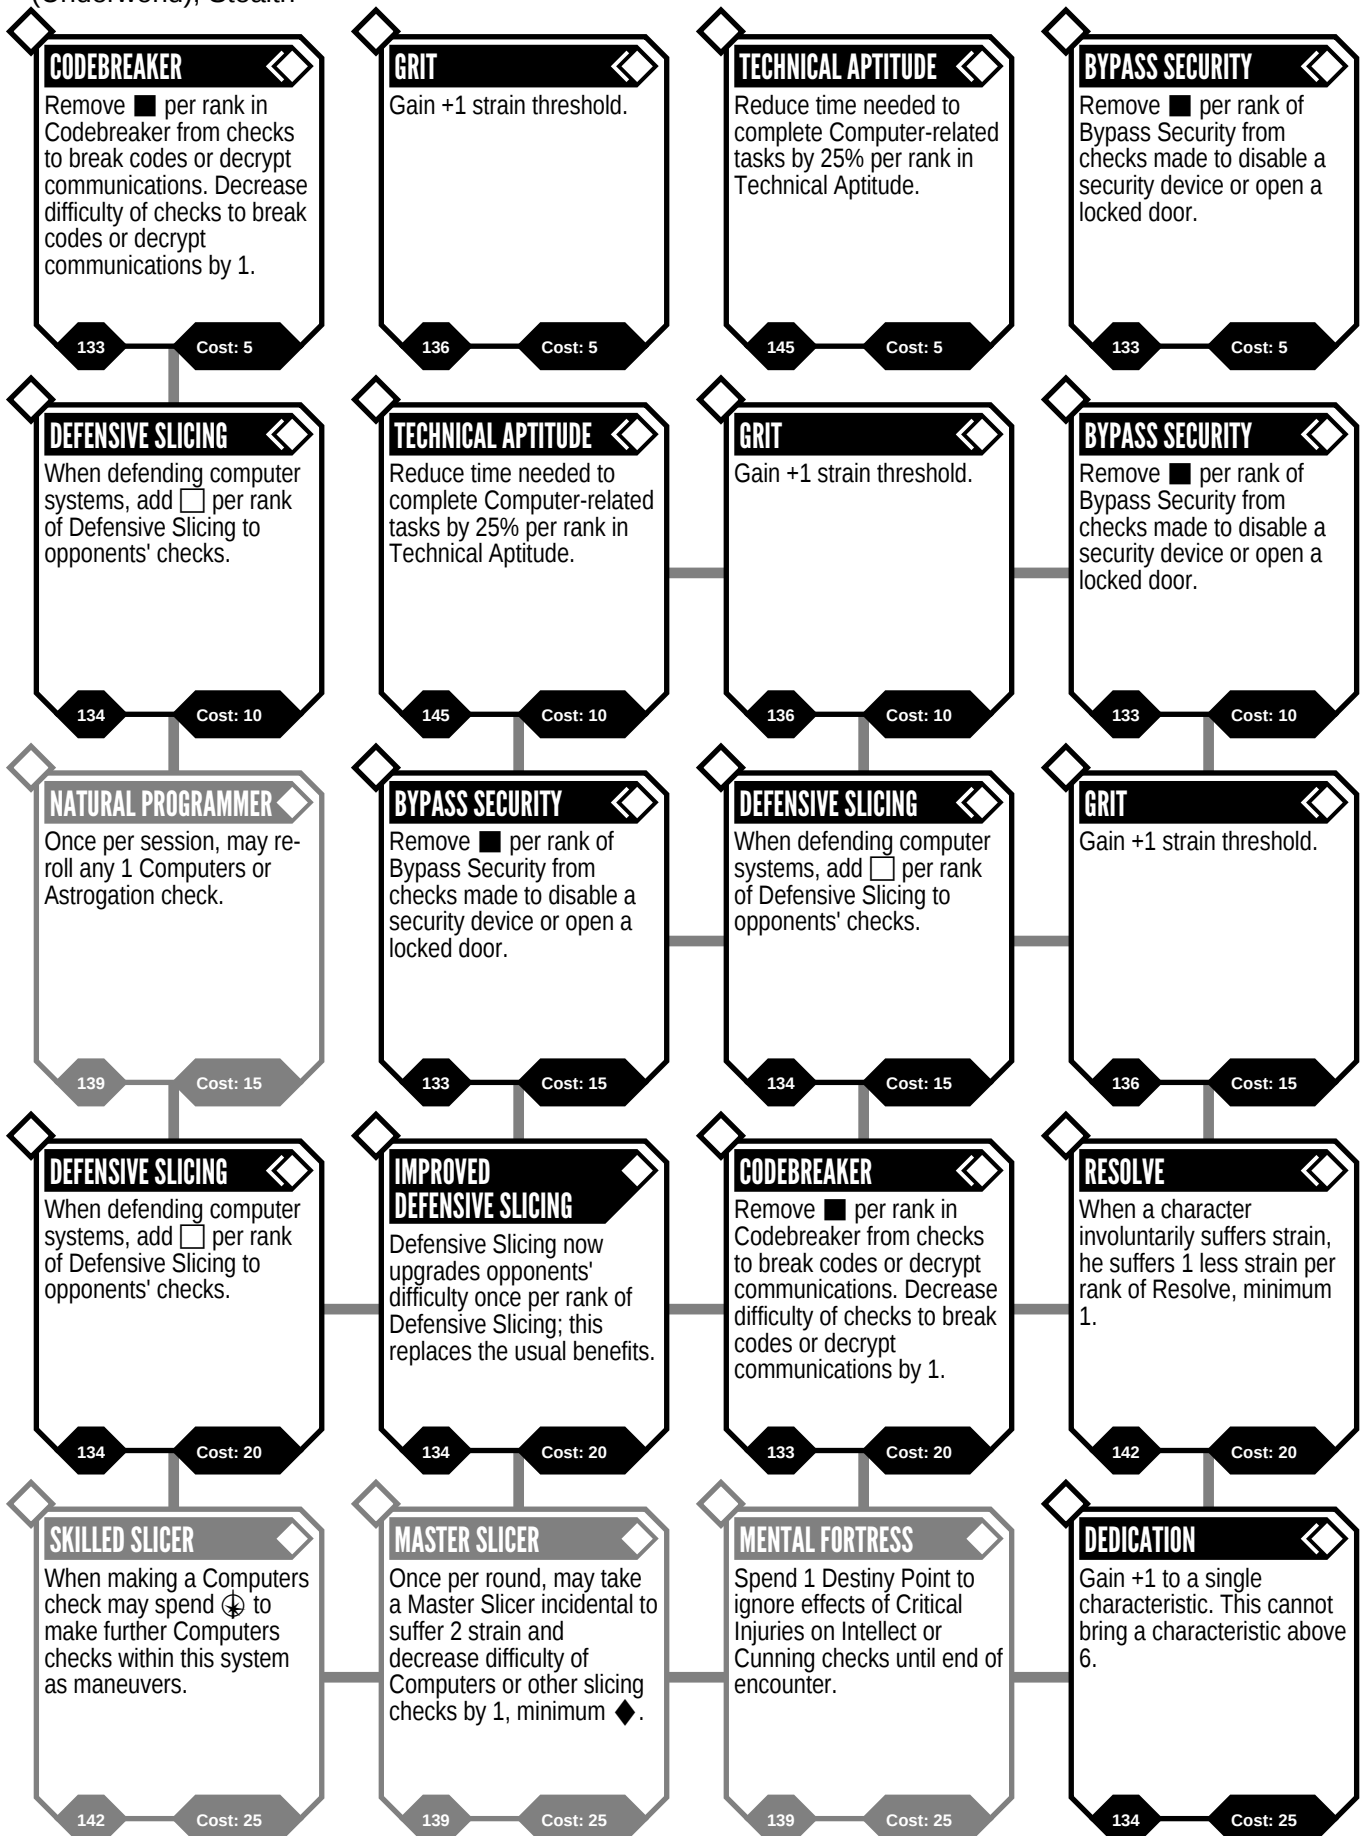 (Underworld), Stealth
CODEBREAKER
Remove ■ per rank in
Codebreaker from checks
to break codes or decrypt
communications. Decrease
difficulty of checks to break
codes or decrypt
communications by 1.
133
Cost: 5
GRIT
Gain +1 strain threshold.
136
Cost: 5
TECHNICAL APTITUDE
Reduce time needed to
complete Computer-related
tasks by 25% per rank in
Technical Aptitude.
145
Cost: 5
BYPASS SECURITY
Remove ■ per rank of
Bypass Security from
checks made to disable a
security device or open a
locked door.
133
Cost: 5
DEFENSIVE SLICING
When defending computer
systems, add □ per rank
of Defensive Slicing to
opponents' checks.
134
Cost: 10
TECHNICAL APTITUDE
Reduce time needed to
complete Computer-related
tasks by 25% per rank in
Technical Aptitude.
145
Cost: 10
GRIT
Gain +1 strain threshold.
136
Cost: 10
BYPASS SECURITY
Remove ■ per rank of
Bypass Security from
checks made to disable a
security device or open a
locked door.
133
Cost: 10
NATURAL PROGRAMMER
Once per session, may re-
roll any 1 Computers or
Astrogation check.
139
Cost: 15
BYPASS SECURITY
Remove ■ per rank of
Bypass Security from
checks made to disable a
security device or open a
locked door.
133
Cost: 15
DEFENSIVE SLICING
When defending computer
systems, add □ per rank
of Defensive Slicing to
opponents' checks.
134
Cost: 15
GRIT
Gain +1 strain threshold.
136
Cost: 15
DEFENSIVE SLICING
When defending computer
systems, add □ per rank
of Defensive Slicing to
opponents' checks.
134
Cost: 20
IMPROVED
DEFENSIVE SLICING
Defensive Slicing now
upgrades opponents'
difficulty once per rank of
Defensive Slicing; this
replaces the usual benefits.
134
Cost: 20
CODEBREAKER
Remove ■ per rank in
Codebreaker from checks
to break codes or decrypt
communications. Decrease
difficulty of checks to break
codes or decrypt
communications by 1.
133
Cost: 20
RESOLVE
When a character
involuntarily suffers strain,
he suffers 1 less strain per
rank of Resolve, minimum
1.
142
Cost: 20
SKILLED SLICER
When making a Computers
check may spend to
make further Computers
checks within this system
as maneuvers.
142
Cost: 25
MASTER SLICER
Once per round, may take
a Master Slicer incidental to
suffer 2 strain and
decrease difficulty of
Computers or other slicing
checks by 1, minimum ♦.
139
Cost: 25
MENTAL FORTRESS
Spend 1 Destiny Point to
ignore effects of Critical
Injuries on Intellect or
Cunning checks until end of
encounter.
139
Cost: 25
DEDICATION
Gain +1 to a single
characteristic. This cannot
bring a characteristic above
6.
134
Cost: 25